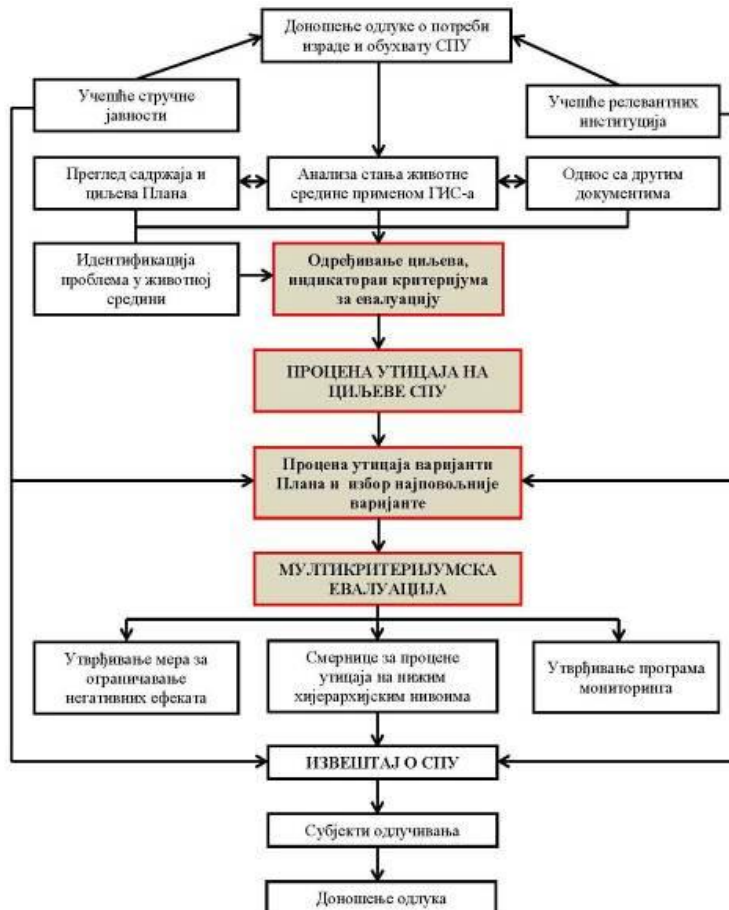 Доношење одлуке о потреби
израде и обухвату СПУ
Учешће стручне
јавности
Учешће релевантних
институција
Преглед садржаја и
циљева Плана
Анализа стања животне
средине применом ГИС-а
Однос са другим
документима
Идентификација
проблема у животној
средини
Одређивање циљева,
индикатораи критеријума
за евалуацију
ПРОЦЕНА УТИЦАЈА НА
ЦИЉЕВЕ СПУ
Процена утицаја варијанти
Плана и избор најповољније
варијанте
МУЛТИКРИТЕРИЈУМСКА
ЕВАЛУАЦИЈА
Утврђивање мера за
ограничавање
негативних ефеката
Смернице за процене
утицаја на нижим
хијерархијским нивоима
Утврђивање програма
мониторинга
ИЗВЕШТАЈ О СПУ
Субјекти одлучивања
Доношење одлука